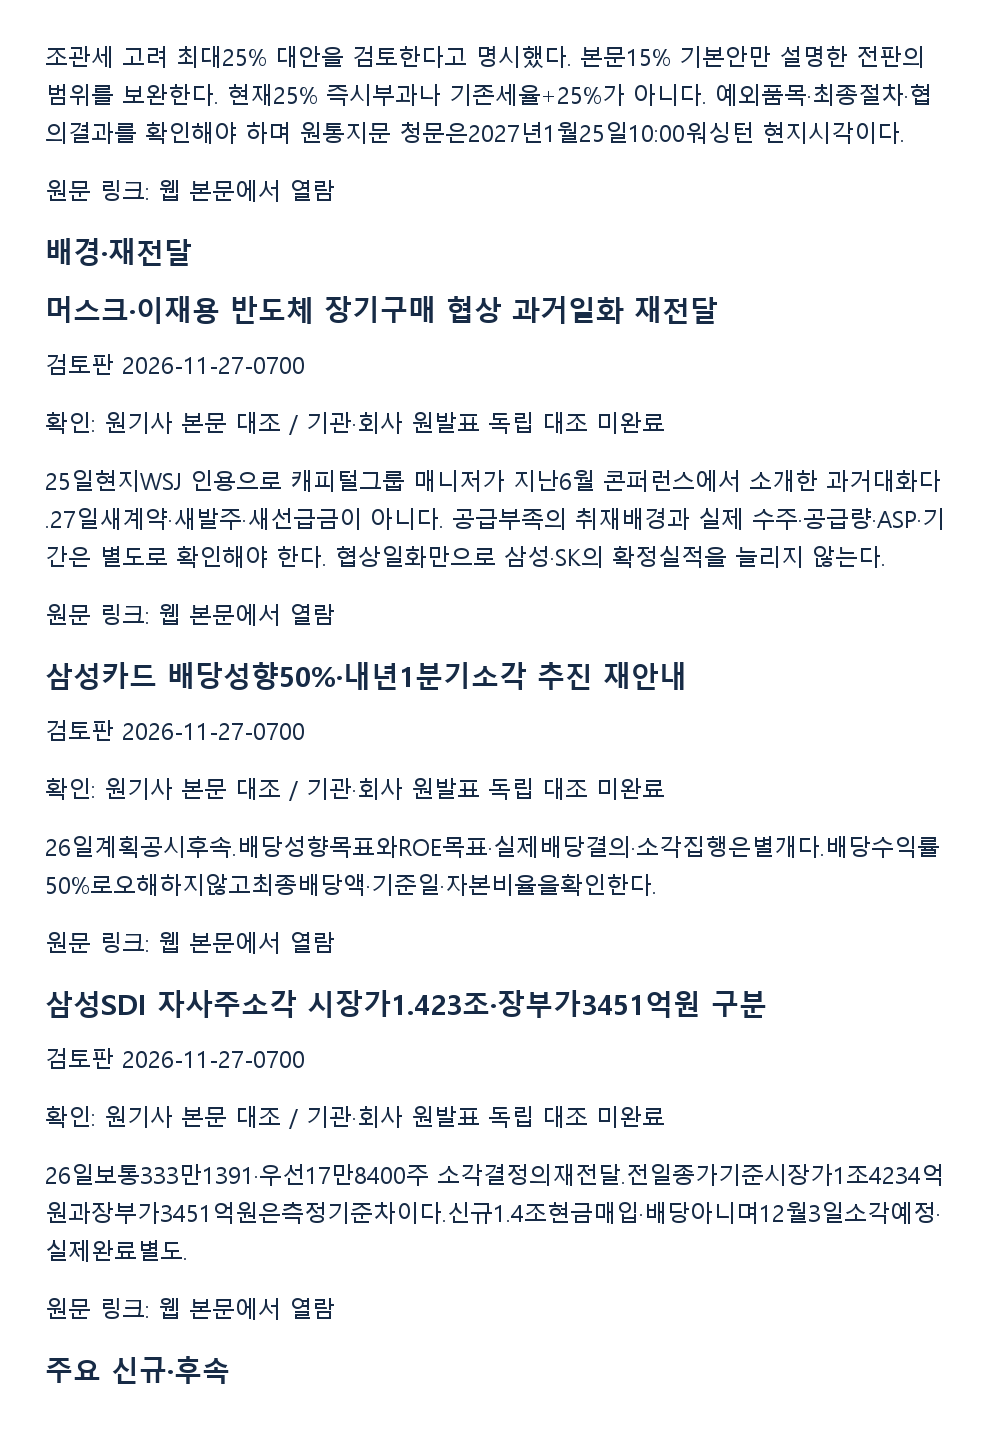 조관세 고려 최대25% 대안을 검토한다고 명시했다. 본문15% 기본안만 설명한 전판의
범위를 보완한다. 현재25% 즉시부과나 기존세율+25%가 아니다. 예외품목·최종절차·협
의결과를 확인해야 하며 원통지문 청문은2027년1월25일10:00워싱턴 현지시각이다.
원문 링크: 웹 본문에서 열람
배경·재전달
머스크·이재용 반도체 장기구매 협상 과거일화 재전달
검토판 2026-11-27-0700
확인: 원기사 본문 대조 / 기관·회사 원발표 독립 대조 미완료
25일현지WSJ 인용으로 캐피털그룹 매니저가 지난6월 콘퍼런스에서 소개한 과거대화다
.27일새계약·새발주·새선급금이 아니다. 공급부족의 취재배경과 실제 수주·공급량·ASP·기
간은 별도로 확인해야 한다. 협상일화만으로 삼성·SK의 확정실적을 늘리지 않는다.
원문 링크: 웹 본문에서 열람
삼성카드 배당성향50%·내년1분기소각 추진 재안내
검토판 2026-11-27-0700
확인: 원기사 본문 대조 / 기관·회사 원발표 독립 대조 미완료
26일계획공시후속.배당성향목표와ROE목표·실제배당결의·소각집행은별개다.배당수익률
50%로오해하지않고최종배당액·기준일·자본비율을확인한다.
원문 링크: 웹 본문에서 열람
삼성SDI 자사주소각 시장가1.423조·장부가3451억원 구분
검토판 2026-11-27-0700
확인: 원기사 본문 대조 / 기관·회사 원발표 독립 대조 미완료
26일보통333만1391·우선17만8400주 소각결정의재전달.전일종가기준시장가1조4234억
원과장부가3451억원은측정기준차이다.신규1.4조현금매입·배당아니며12월3일소각예정·
실제완료별도.
원문 링크: 웹 본문에서 열람
주요 신규·후속